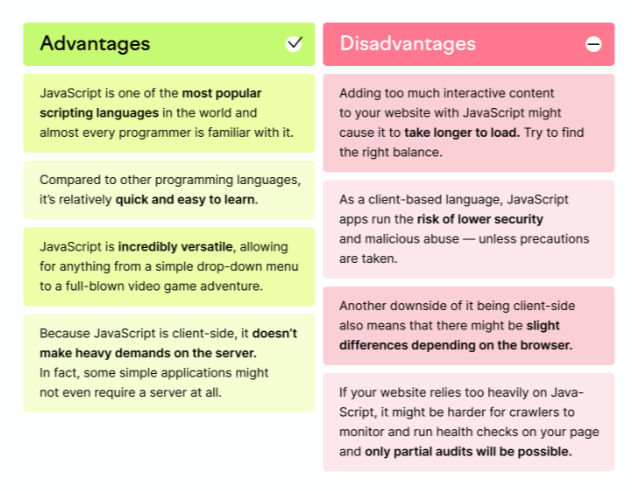 Advantages
JavaScript is one of the most popular
scripting languages in the world and
almost every programmer is familiar with it.
Compared to other programming languages,
it's relatively quick and easy to learn.
JavaScript is incredibly versatile, allowing
for anything from a simple drop-down menu
to a full-blown video game adventure.
Because JavaScript is client-side, it doesn't
make heavy demands on the server.
In fact, some simple applications might
not even require a server at all.
Disadvantages
Adding too much interactive content
to your website with JavaScript might
cause it to take longer to load. Try to find
the right balance.
As a client-based language, JavaScript
apps run the risk of lower security
and malicious abuse — unless precautions
are taken.
Another downside of it being client-side
also means that there might be slight
differences depending on the browser.
If your website relies too heavily on Java-
Script, it might be harder for crawlers to
monitor and run health checks on your page
and only partial audits will be possible.